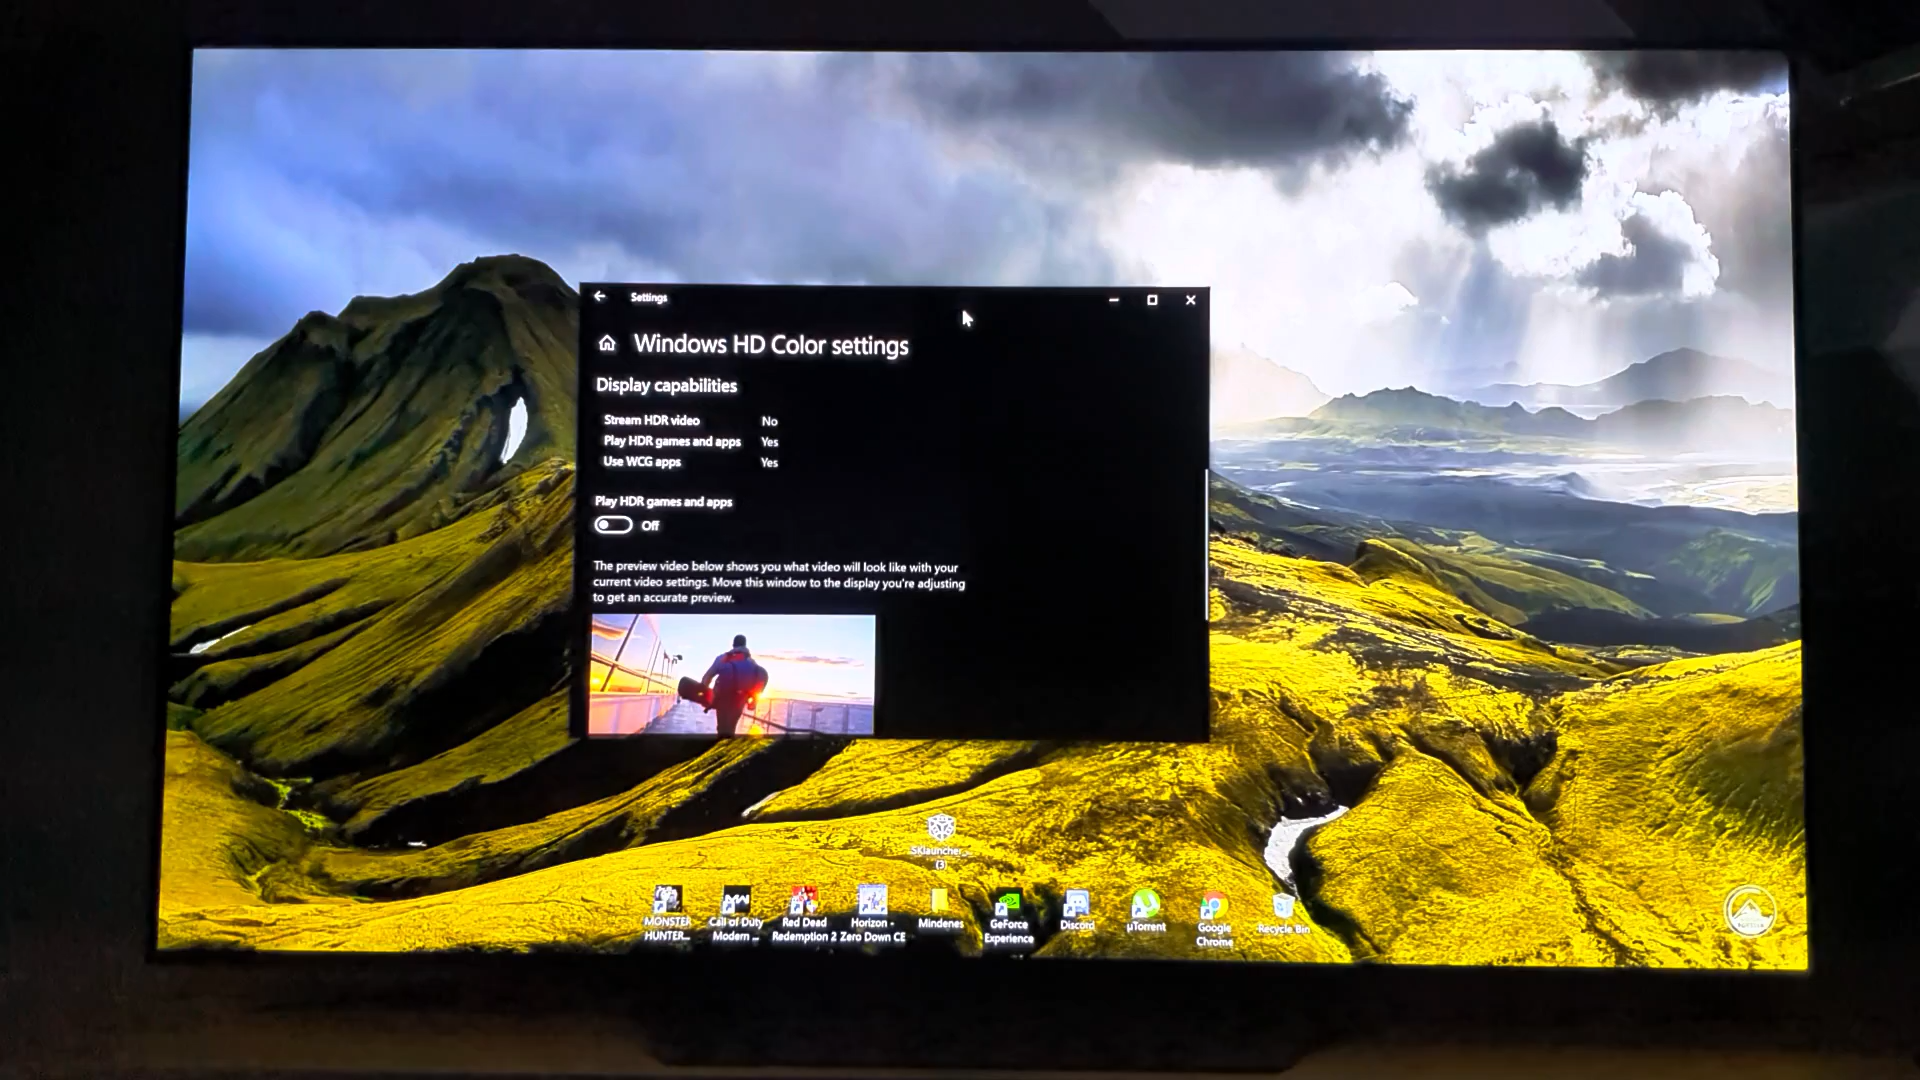 Settings
Windows HD Color settings
Display capabilities
Stream HDR video No
Play HDR games and apps Yes
Use WCG apps Yes
Play HDR games and apps
Off
The preview video below shows you what video will look like with your
current video settings. Move this window to the display you're adjusting
to get an accurate preview.
SKlauncher...
(3)
MONSTER
HUNTER...
Call of Duty
Modern ...
Red Dead
Redemption 2
Horizon -
Zero Down CE
Mindenes
GeForce
Experience
Discord
µTorrent
Google
Chrome
Recycle Bin